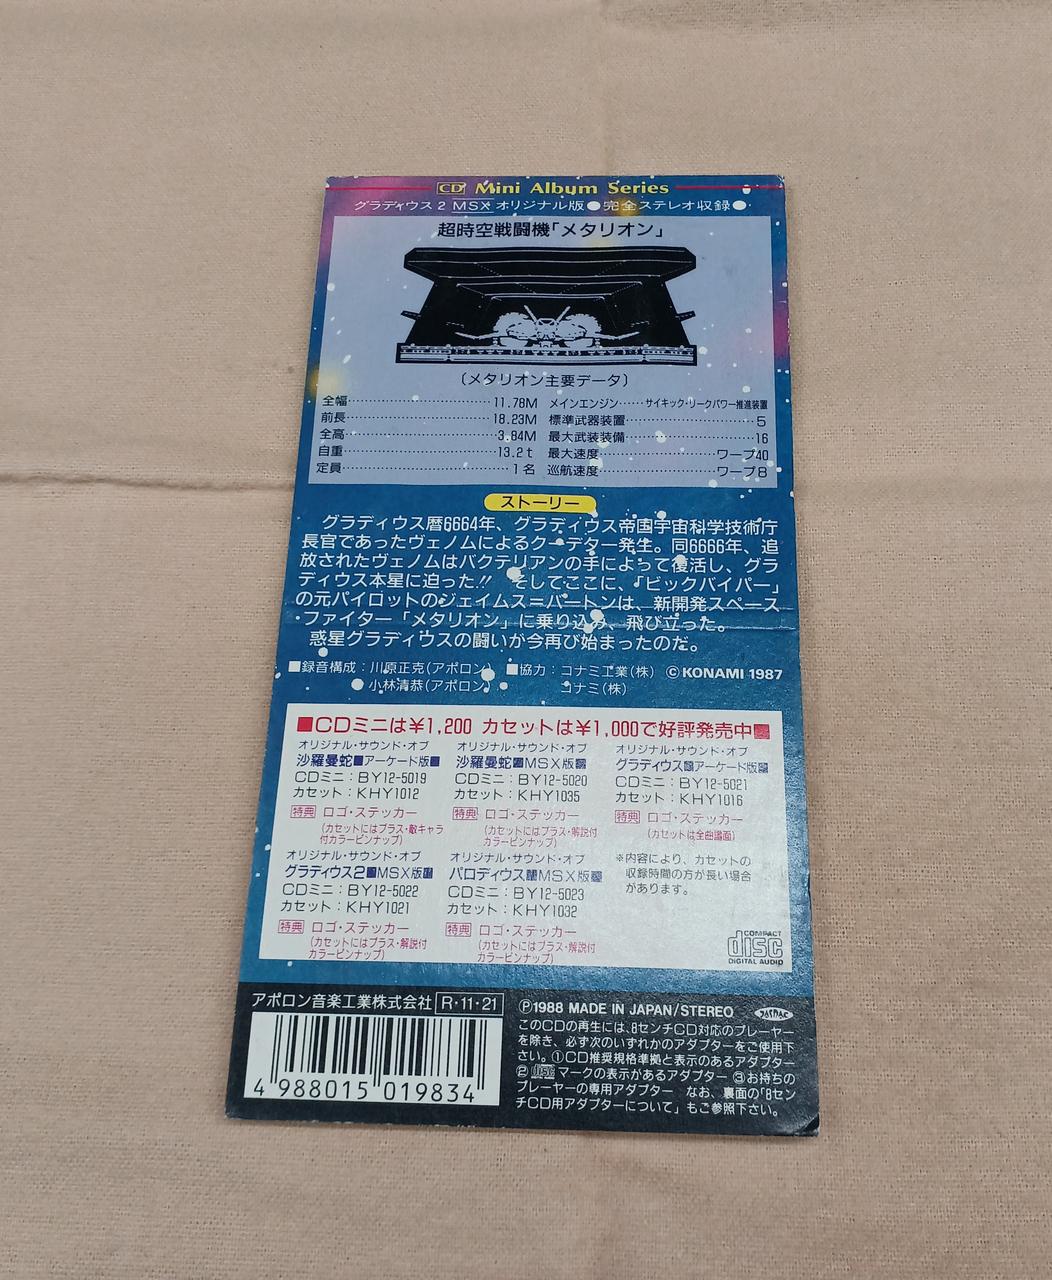 CD Mini Album Series
グラディウス2 MSX オリジナル版●完全ステレオ収録●
超時空戦闘機「メタリオン」
〔メタリオン主要データ〕
全幅 11.78M
前長 18.23M
全高 3.84M
自重 13.2t
定員 1名
メインエンジン サイキック・リークパワー推進装置
標準武器装置 5
最大武装装備 16
最大速度 ワープ40
巡航速度 ワープ8
ストーリー
グラディウス暦6664年、グラディウス帝国宇宙科学技術庁
長官であったヴェノムによるクーデター発生。同6666年、追
放されたヴェノムはバクテリアンの手によって復活し、グラ
ディウス本星に迫った!! そしてここに、「ビックバイパー」
の元パイロットのジェイムス=バートンは、新開発スペース
・ファイター「メタリオン」に乗り込み、飛び立った。
惑星グラディウスの闘いが今再び始まったのだ。
■録音構成：川原正克(アポロン)
小林清恭(アポロン)
■協力：コナミ工業(株)
コナミ(株)
©KONAMI 1987
■CDミニは¥1,200 カセットは¥1,000で好評発売中■
オリジナル・サウンド・オブ
沙羅曼蛇■アーケード版■
CDミニ：BY12-5019
カセット：KHY1012
特典 ロゴ・ステッカー
(カセットにはプラス・敵キャラ
付カラーピンナップ)
オリジナル・サウンド・オブ
沙羅曼蛇■MSX版■
CDミニ：BY12-5020
カセット：KHY1035
特典 ロゴ・ステッカー
(カセットにはプラス・解説付
カラーピンナップ)
オリジナル・サウンド・オブ
グラディウス■アーケード版■
CDミニ：BY12-5021
カセット：KHY1016
特典 ロゴ・ステッカー
(カセットは全曲譜面)
オリジナル・サウンド・オブ
グラディウス2■MSX版■
CDミニ：BY12-5022
カセット：KHY1021
特典 ロゴ・ステッカー
(カセットにはプラス・解説付
カラーピンナップ)
オリジナル・サウンド・オブ
パロディウス■MSX版■
CDミニ：BY12-5023
カセット：KHY1032
特典 ロゴ・ステッカー
(カセットにはプラス・解説付
カラーピンナップ)
※内容により、カセットの
収録時間の方が長い場合
があります。
COMPACT
disc
DIGITAL AUDIO
アポロン音楽工業株式会社 R・11・21
4 988015 019834
Ⓟ1988 MADE IN JAPAN/STEREO
このCDの再生には、8センチCD対応のプレーヤー
を除き、必ず次のいずれかのアダプターをご使用下
さい。①CD推奨規格準拠と表示のあるアダプター
② disc マークの表示があるアダプター ③お持ちの
プレーヤーの専用アダプター なお、裏面の「8セン
チCD用アダプターについて」もご参照下さい。